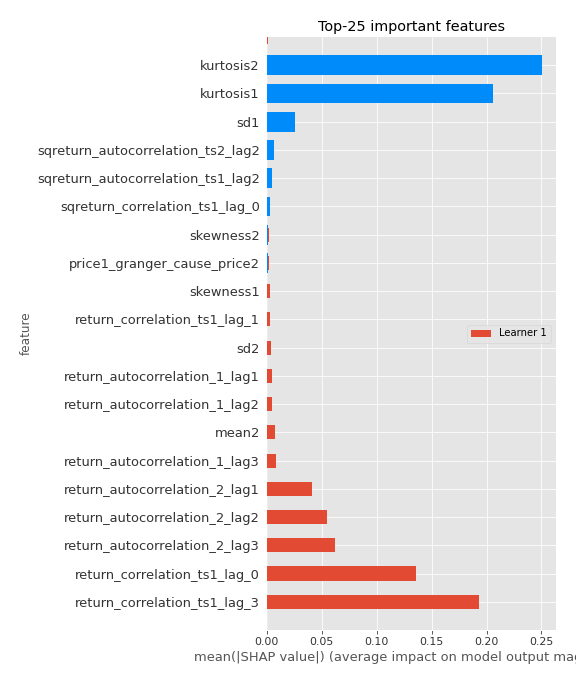 Top-25 important features
kurtosis2
kurtosis1
sd1
sqreturn_autocorrelation_ts2_lag2
sqreturn_autocorrelation_ts1_lag2
sqreturn_correlation_ts1_lag_0
skewness2
price1_granger_cause_price2
skewness1
return_correlation_ts1_lag_1
sd2
return_autocorrelation_1_lag1
return_autocorrelation_1_lag2
mean2
return_autocorrelation_1_lag3
return_autocorrelation_2_lag1
return_autocorrelation_2_lag2
return_autocorrelation_2_lag3
return_correlation_ts1_lag_0
return_correlation_ts1_lag_3
feature
Learner 1
0.00 0.05 0.10 0.15 0.20 0.25
mean(|SHAP value|) (average impact on model output mag